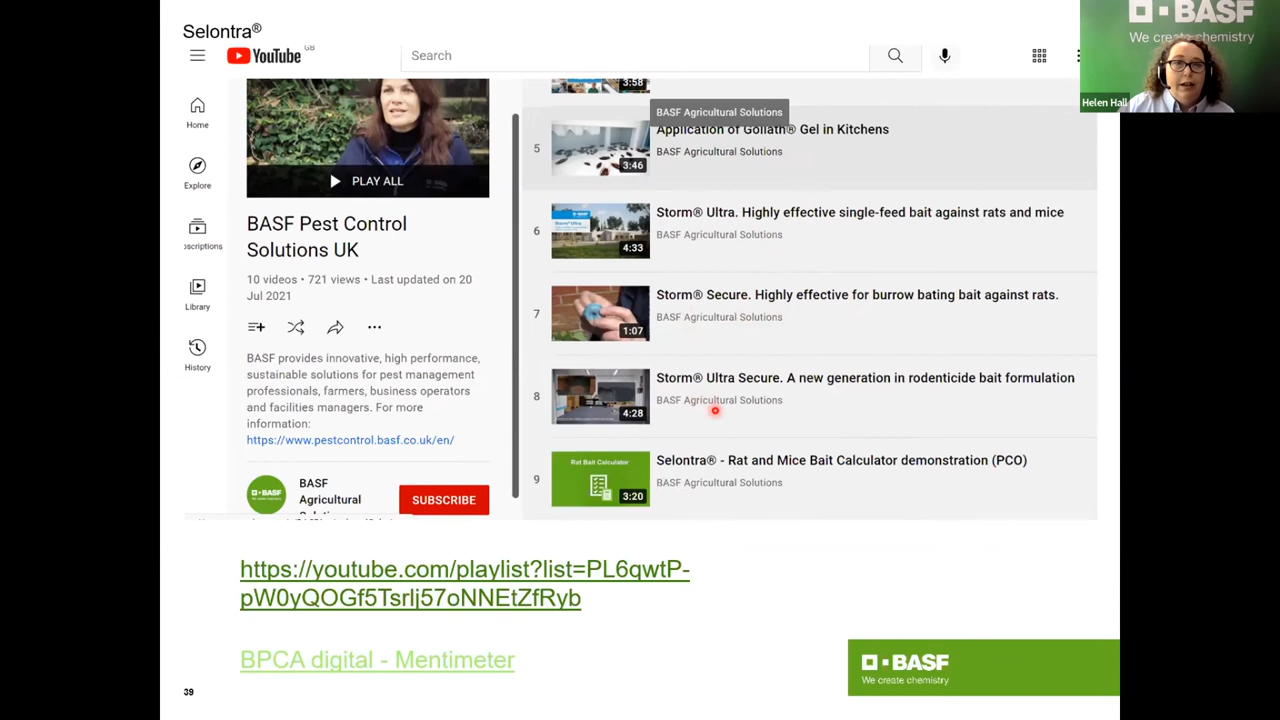 Selontra®
YouTube GB
Search
Home
Explore
bscriptions
Library
History
PLAY ALL
BASF Pest Control
Solutions UK
10 videos • 721 views • Last updated on 20
Jul 2021
BASF provides innovative, high performance,
sustainable solutions for pest management
professionals, farmers, business operators
and facilities managers. For more
information:
https://www.pestcontrol.basf.co.uk/en/
BASF
Agricultural
SUBSCRIBE
3:58
BASF Agricultural Solutions
5
Application of Goliath® Gel in Kitchens
BASF Agricultural Solutions
3:46
6
Storm® Ultra. Highly effective single-feed bait against rats and mice
BASF Agricultural Solutions
4:33
7
Storm® Secure. Highly effective for burrow bating bait against rats.
BASF Agricultural Solutions
1:07
8
Storm® Ultra Secure. A new generation in rodenticide bait formulation
BASF Agricultural Solutions
4:28
9
Rat Bait Calculator
Selontra® - Rat and Mice Bait Calculator demonstration (PCO)
BASF Agricultural Solutions
3:20
https://youtube.com/playlist?list=PL6qwtP-
pW0yQOGf5Tsrlj57oNNEtZfRyb
BPCA digital - Mentimeter
39
BASF
We create chemistry
BASF
We create chemistry
Helen Hall